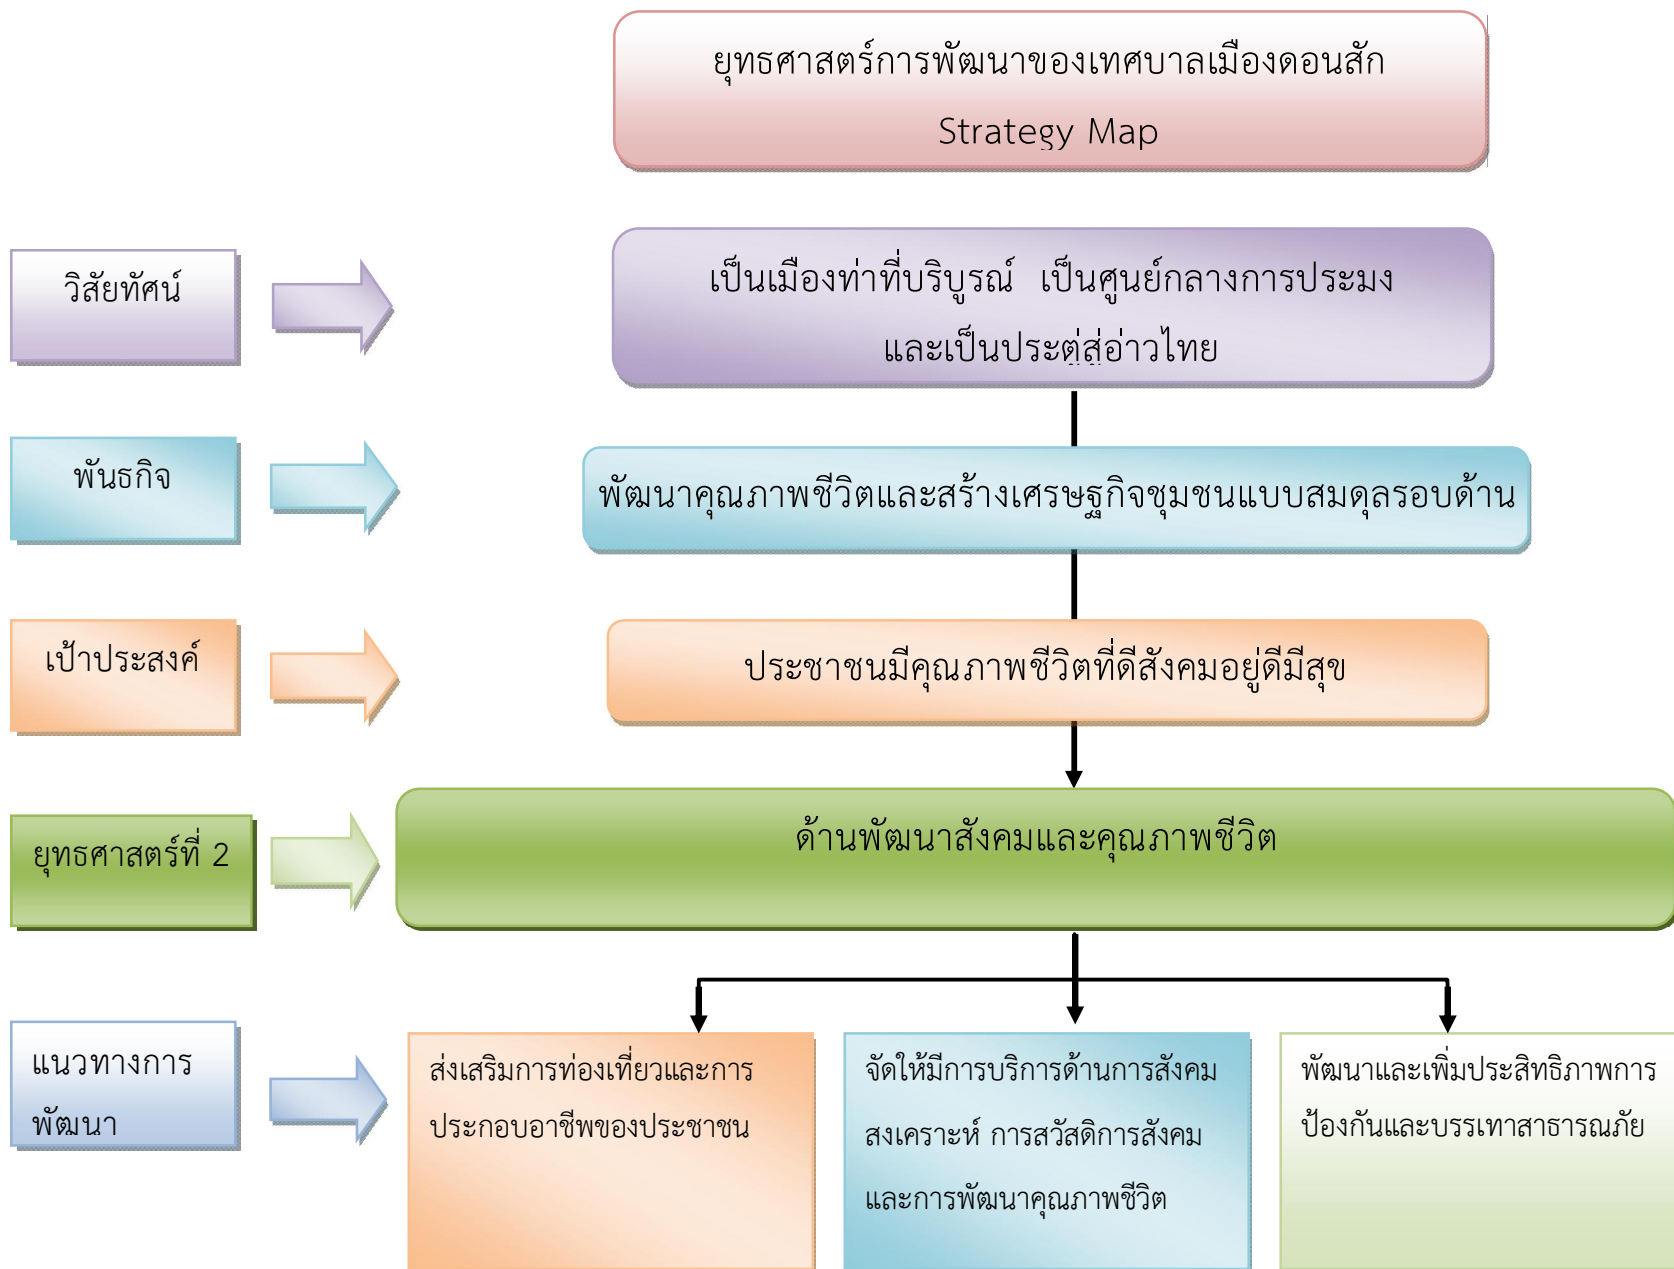 ยุทธศาสตร์การพัฒนาของเทศบาลเมืองดอนสัก
Strategy Map
วิสัยทัศน์
เป็นเมืองท่าที่บริบูรณ์ เป็นศูนย์กลางการประมง
และเป็นประตูสู่อ่าวไทย
พันธกิจ
พัฒนาคุณภาพชีวิตและสร้างเศรษฐกิจชุมชนแบบสมดุลรอบด้าน
เป้าประสงค์
ประชาชนมีคุณภาพชีวิตที่ดีสังคมอยู่ดีมีสุข
ยุทธศาสตร์ที่ 2
ด้านพัฒนาสังคมและคุณภาพชีวิต
แนวทางการ
พัฒนา
ส่งเสริมการท่องเที่ยวและการ
ประกอบอาชีพของประชาชน
จัดให้มีการบริการด้านการสังคม
สงเคราะห์ การสวัสดิการสังคม
และการพัฒนาคุณภาพชีวิต
พัฒนาและเพิ่มประสิทธิภาพการ
ป้องกันและบรรเทาสาธารณภัย